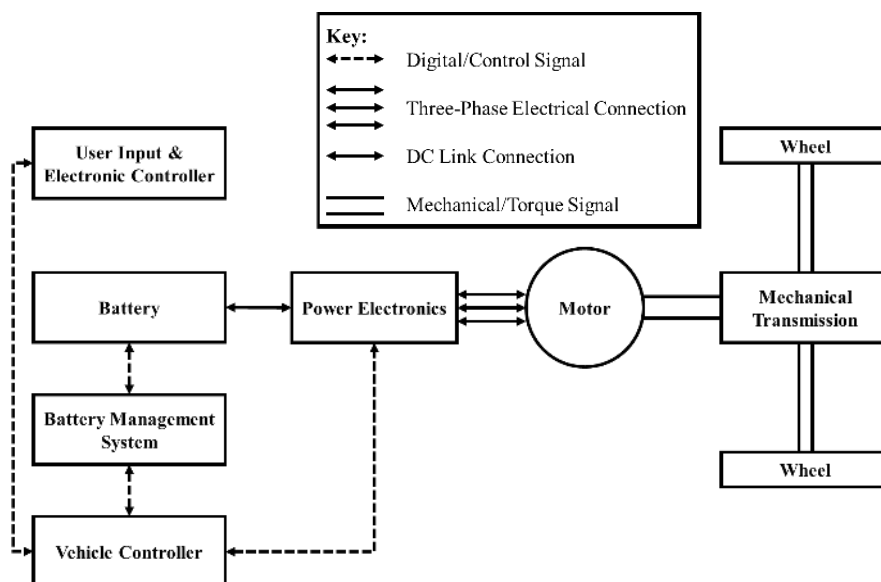 Key:
Digital/Control Signal
Three-Phase Electrical Connection
DC Link Connection
Mechanical/Torque Signal
User Input &
Electronic Controller
Wheel
Battery
Power Electronics
Motor
Mechanical
Transmission
Battery Management
System
Wheel
Vehicle Controller